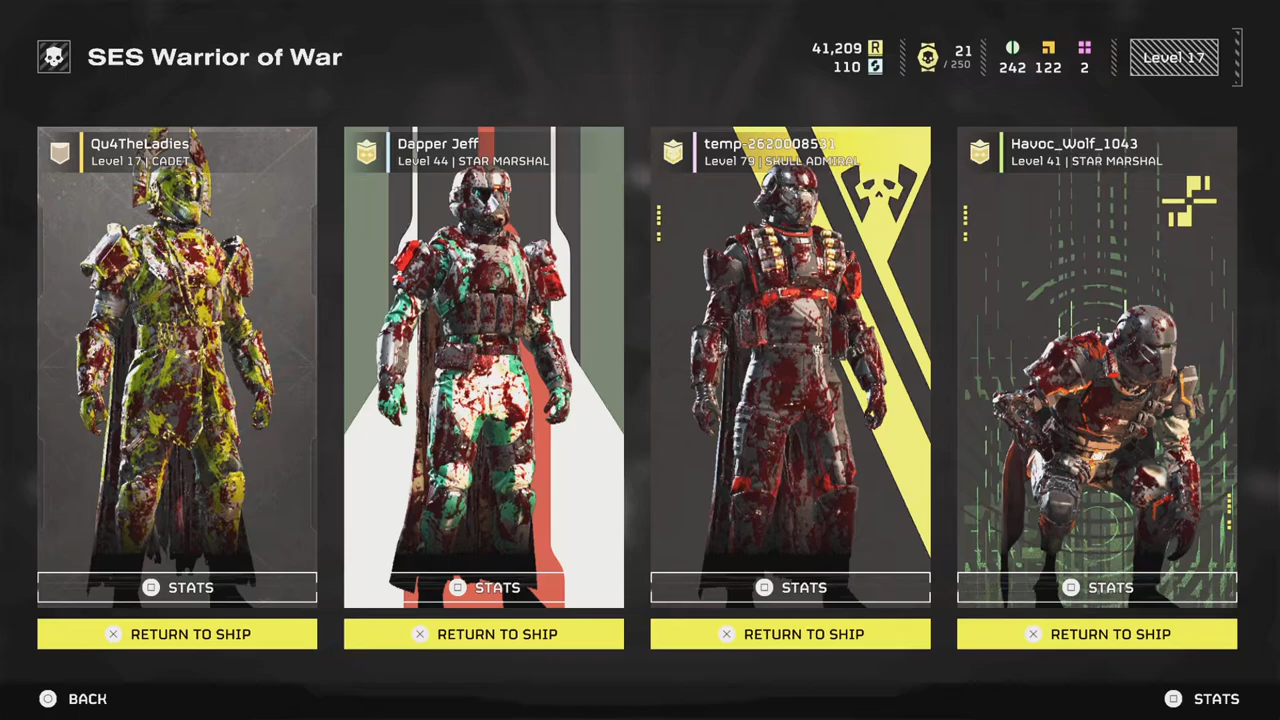 SES Warrior of War
41,209
110
21
/ 250
242 122 2
Level 17
Qu4TheLadies
Level 17 | CADET
Dapper Jeff
Level 44 | STAR MARSHAL
temp-2620008531
Level 79 | SKULL ADMIRAL
Havoc_Wolf_1043
Level 41 | STAR MARSHAL
STATS
STATS
STATS
STATS
RETURN TO SHIP
RETURN TO SHIP
RETURN TO SHIP
RETURN TO SHIP
BACK
STATS